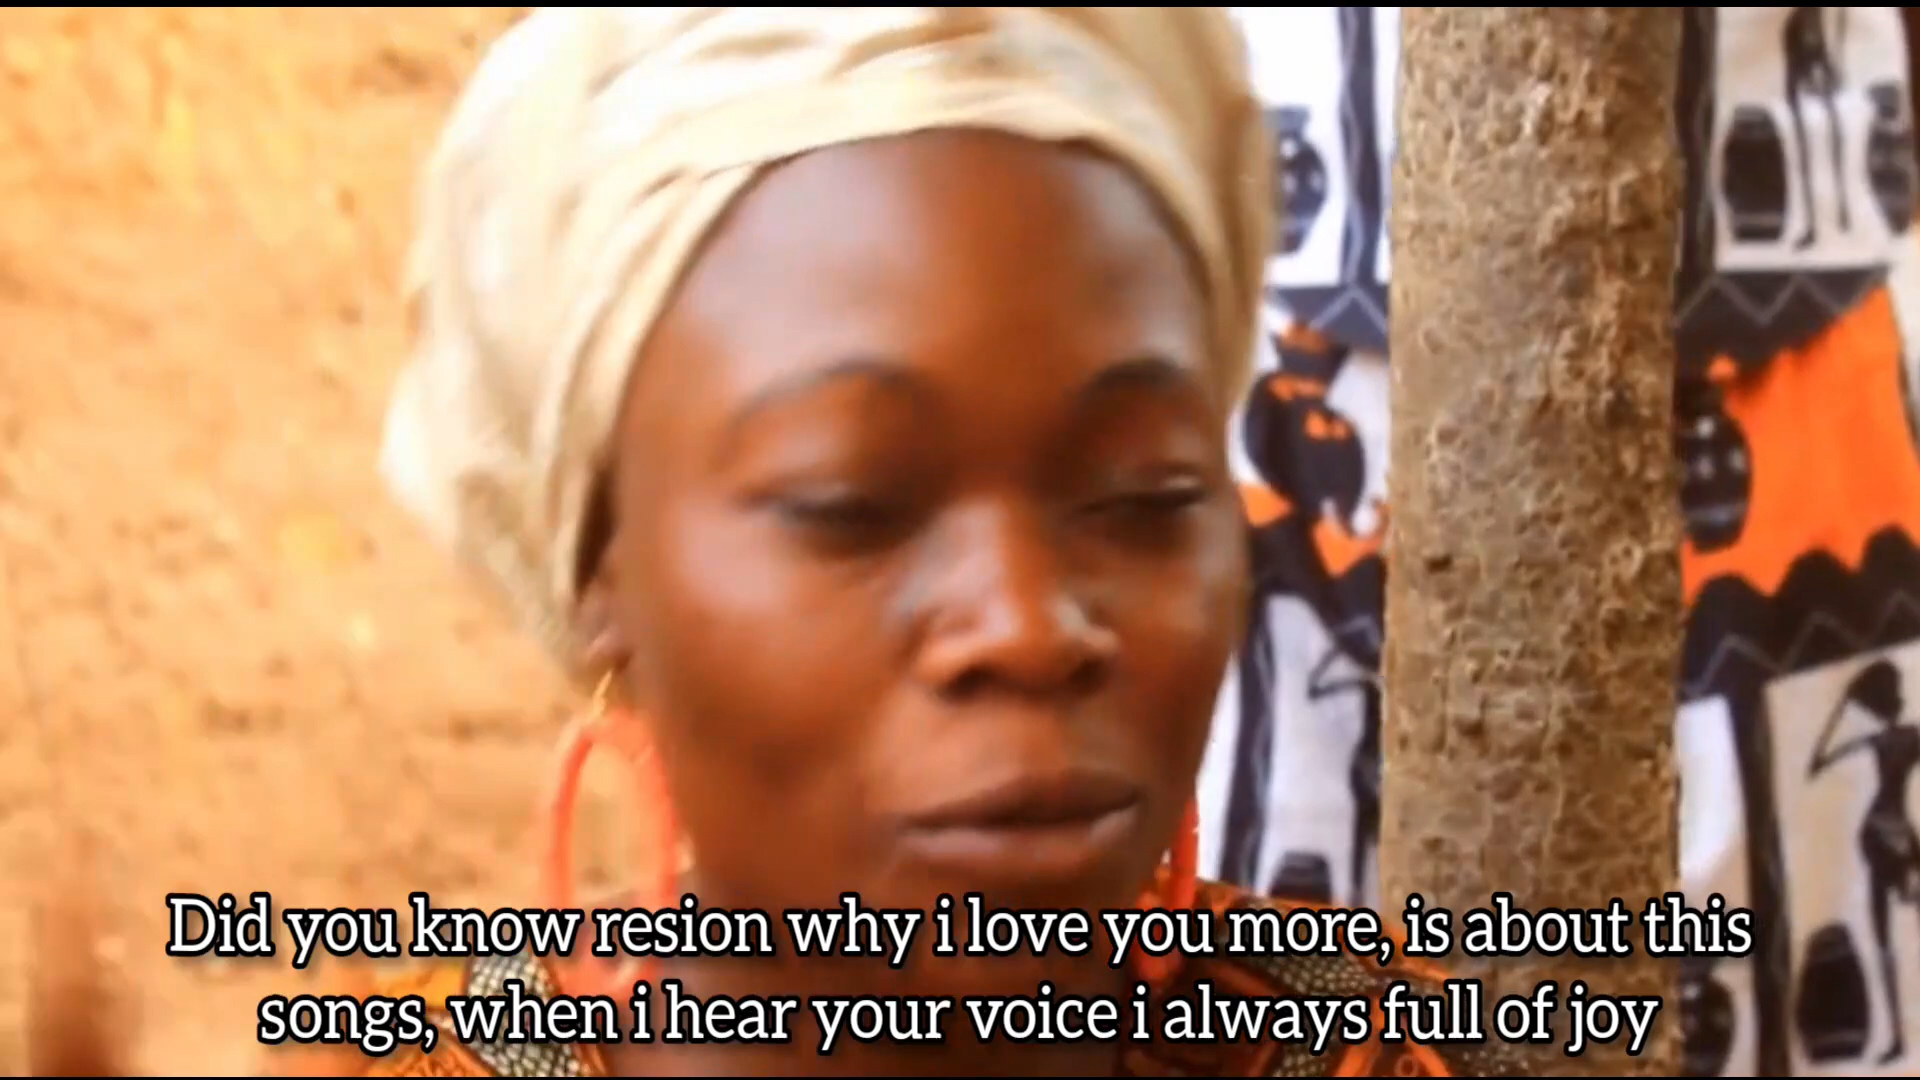 Did you know resion why i love you more, is about this
songs, when i hear your voice i always full of joy